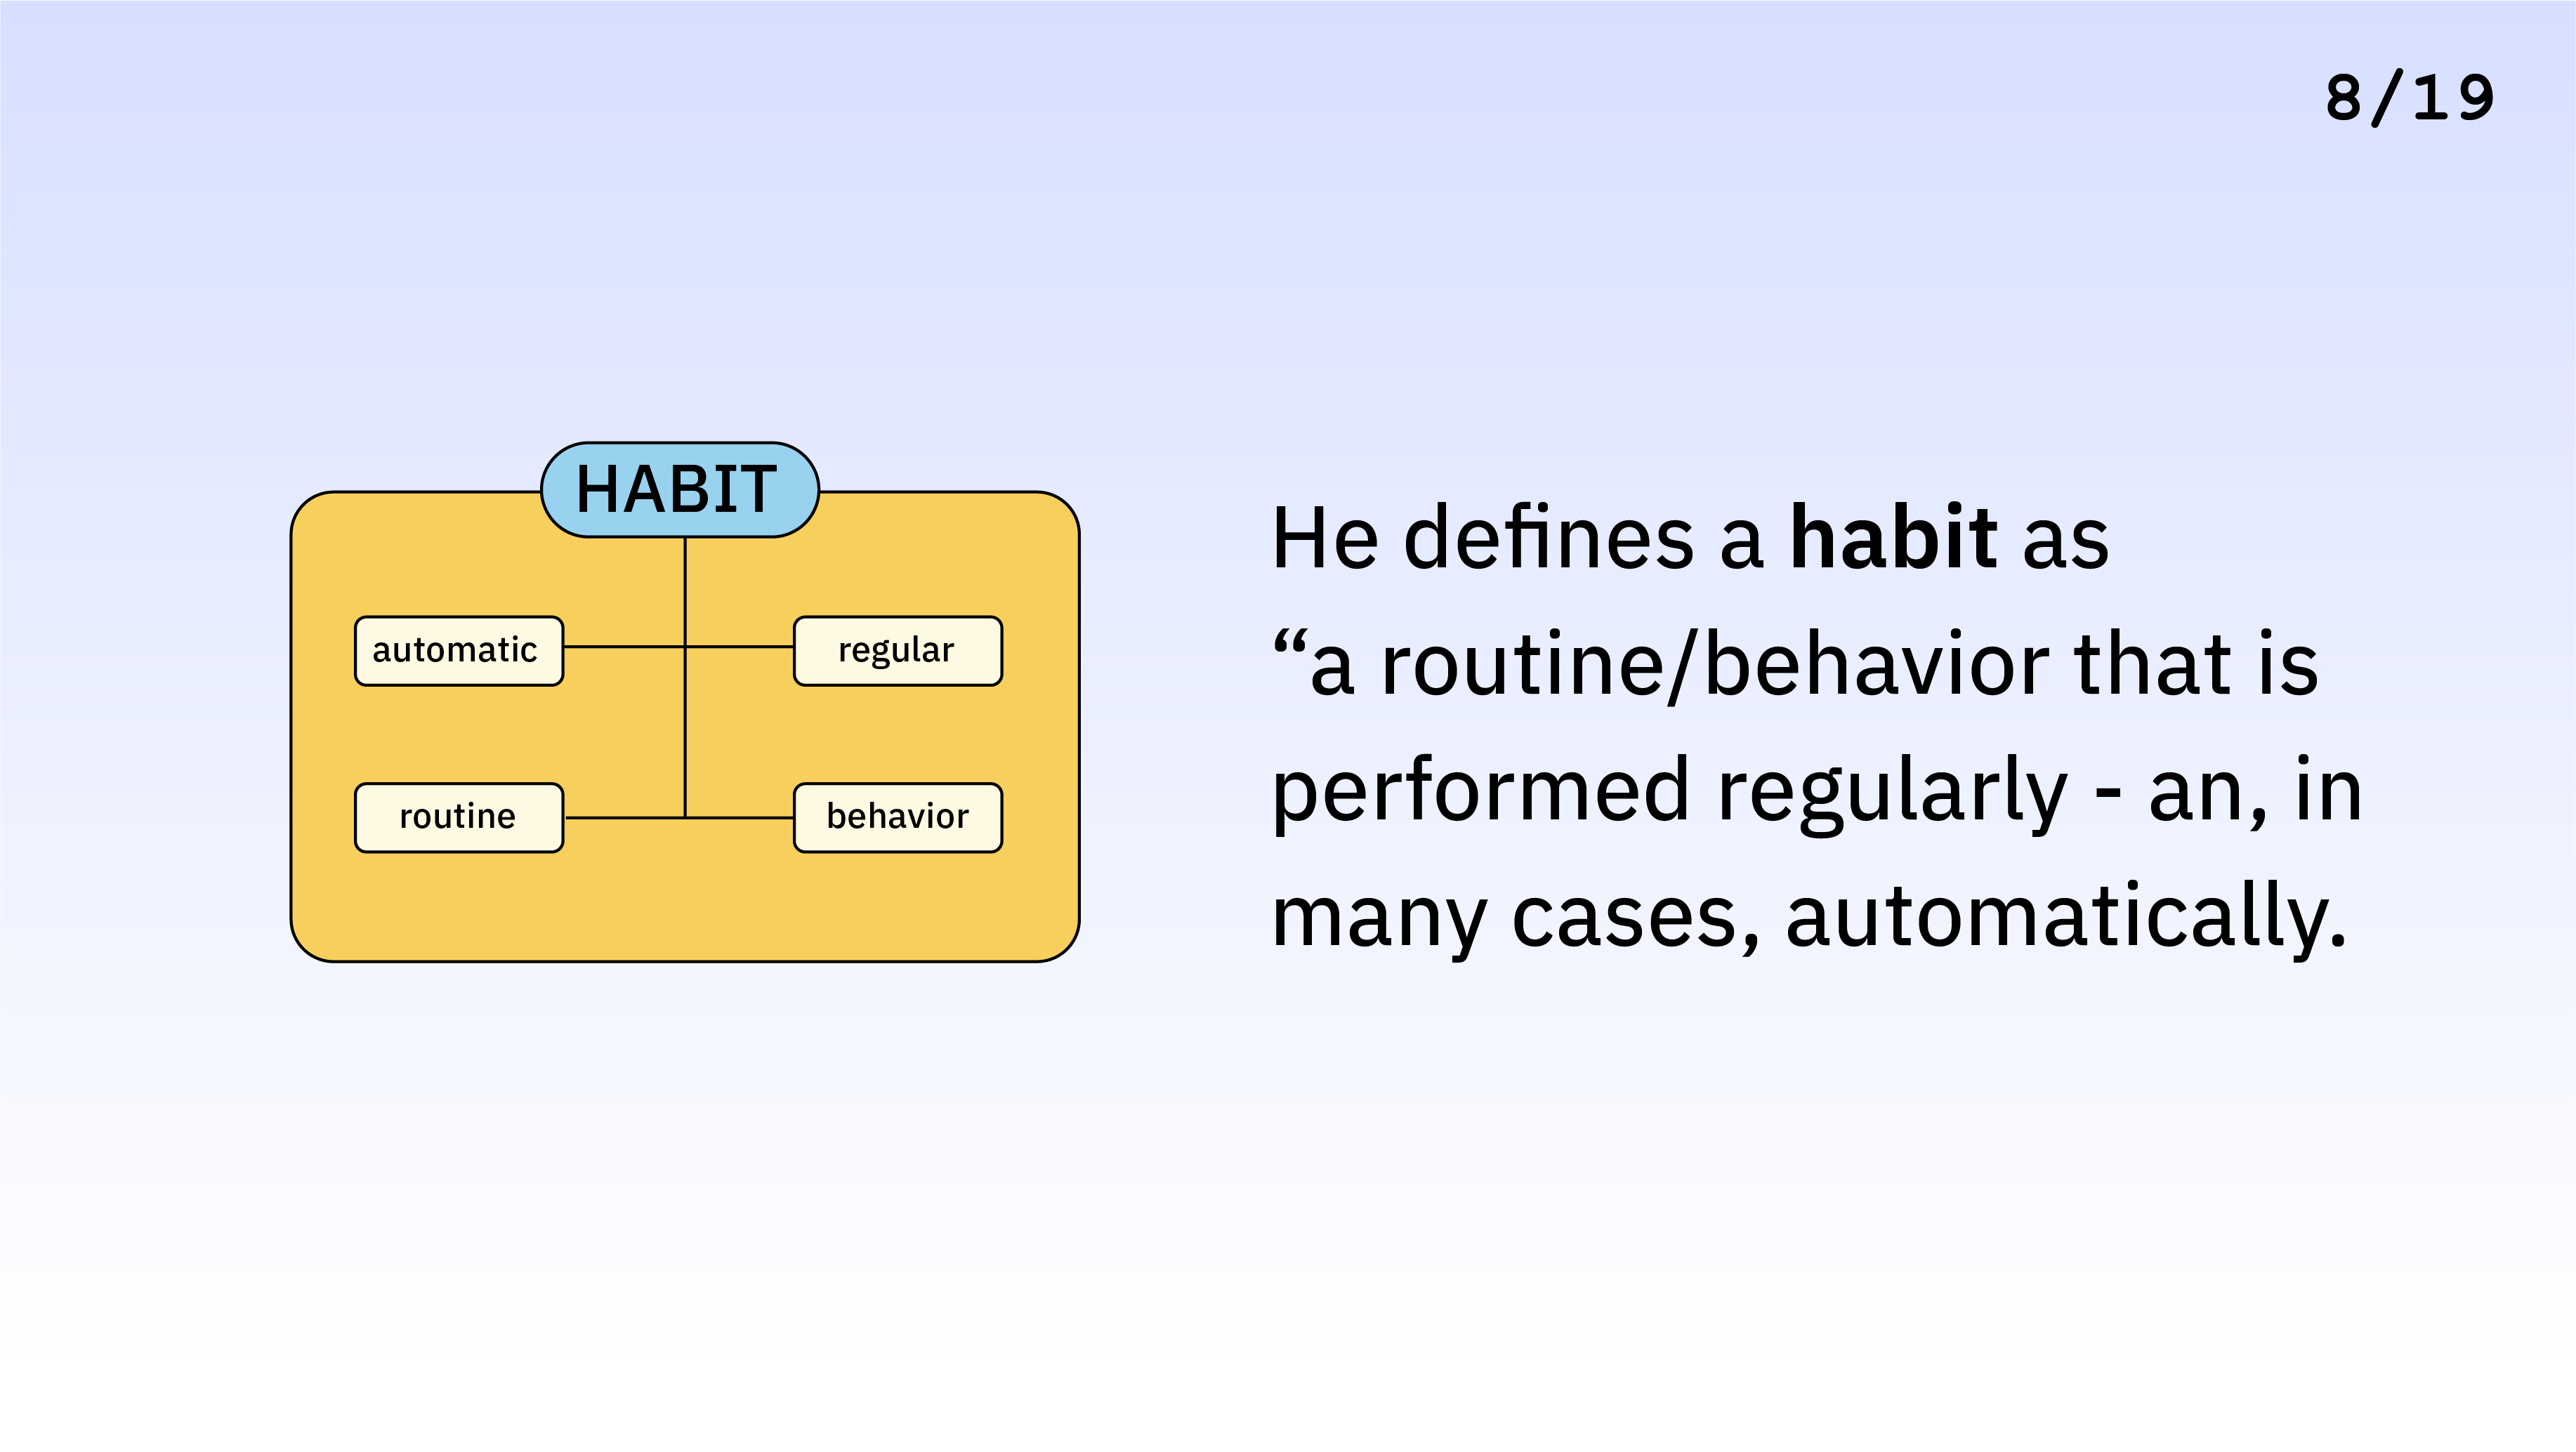 8/19
HABIT
automatic
regular
routine
behavior
He defines a habit as
“a routine/behavior that is
performed regularly - an, in
many cases, automatically.